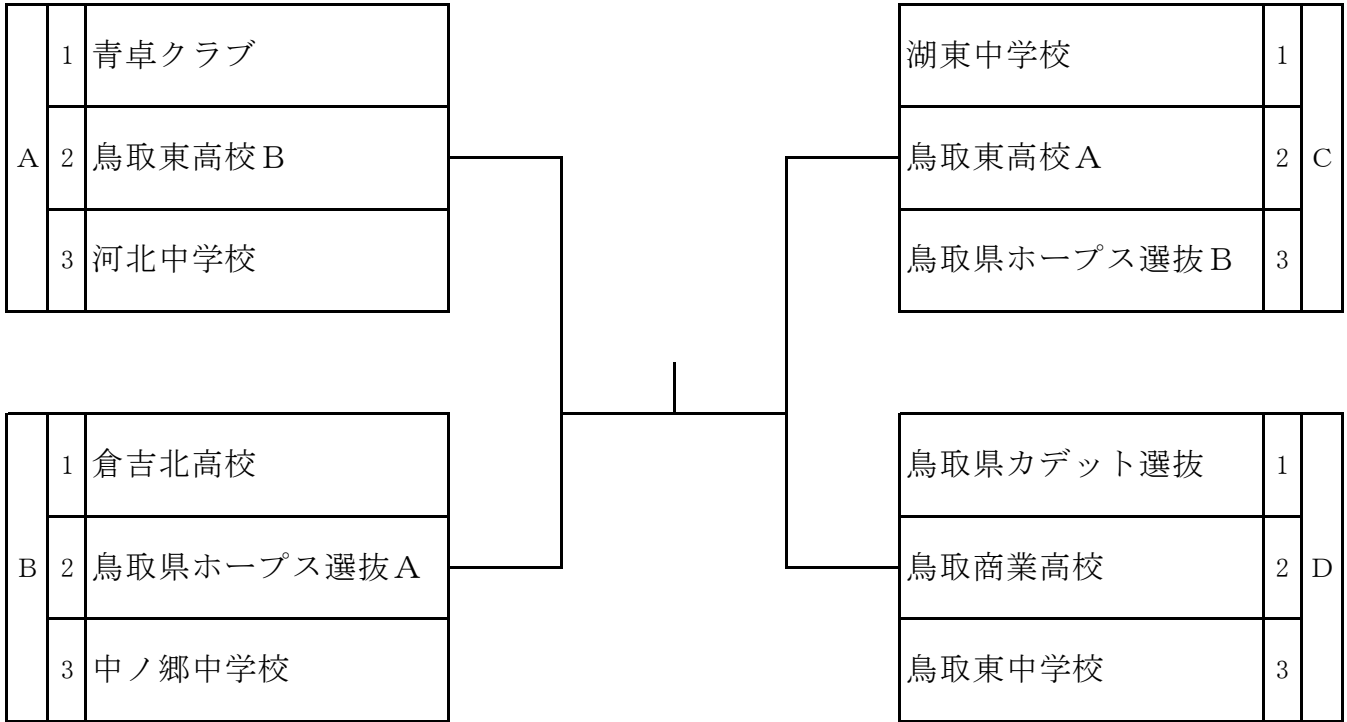 A
1 青卓クラブ
2 鳥取東高校B
3 河北中学校
B
1 倉吉北高校
2 鳥取県ホープス選抜A
3 中ノ郷中学校
湖東中学校 1
鳥取東高校A 2
鳥取県ホープス選抜B 3
C
鳥取県カデット選抜 1
鳥取商業高校 2
鳥取東中学校 3
D